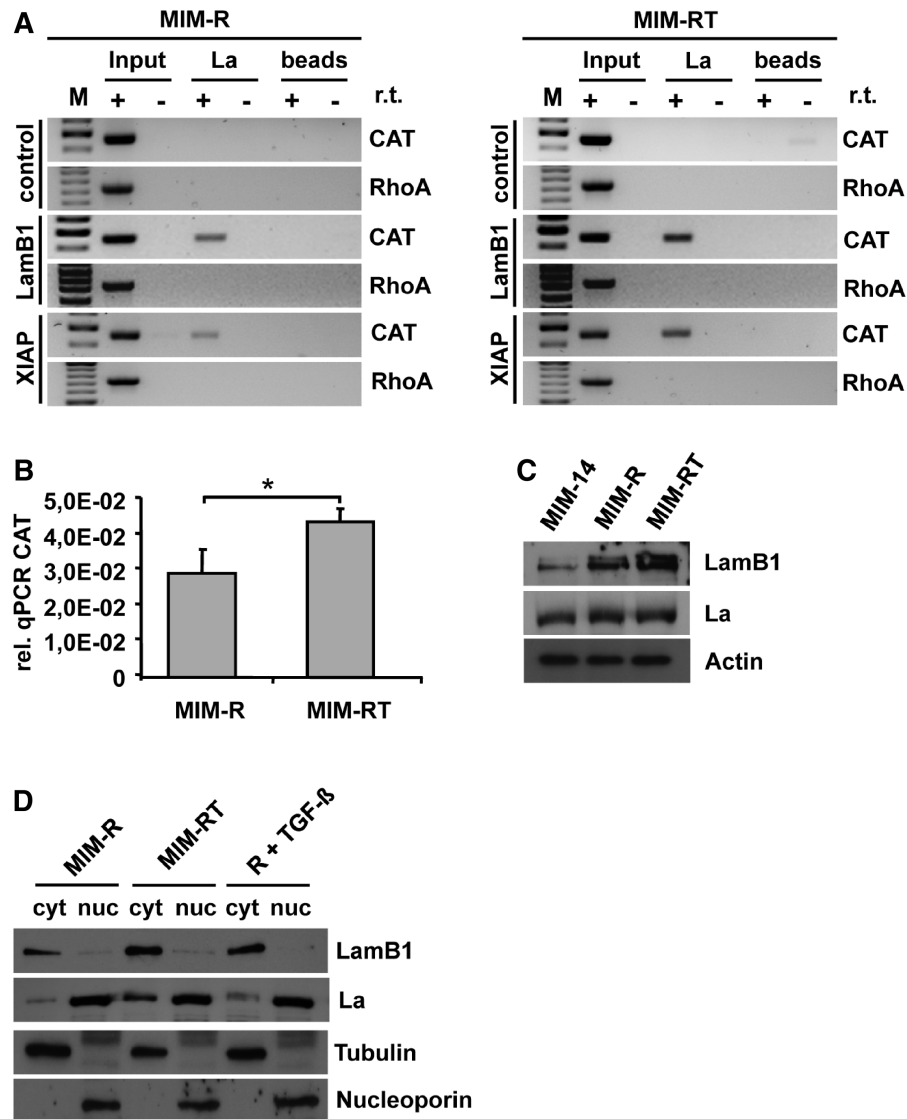 A
MIM-R
Input La beads
M + - + - + - r.t.
control
CAT
RhoA
LamB1
CAT
RhoA
XIAP
CAT
RhoA
MIM-RT
Input La beads
M + - + - + - r.t.
control
CAT
RhoA
LamB1
CAT
RhoA
XIAP
CAT
RhoA
B
rel. qPCR CAT
5,0E-02
4,0E-02
3,0E-02
2,0E-02
1,0E-02
0
*
MIM-R MIM-RT
C
MIM-14 MIM-R MIM-RT
LamB1
La
Actin
D
MIM-R MIM-RT R + TGF-ß
cyt nuc cyt nuc cyt nuc
LamB1
La
Tubulin
Nucleoporin